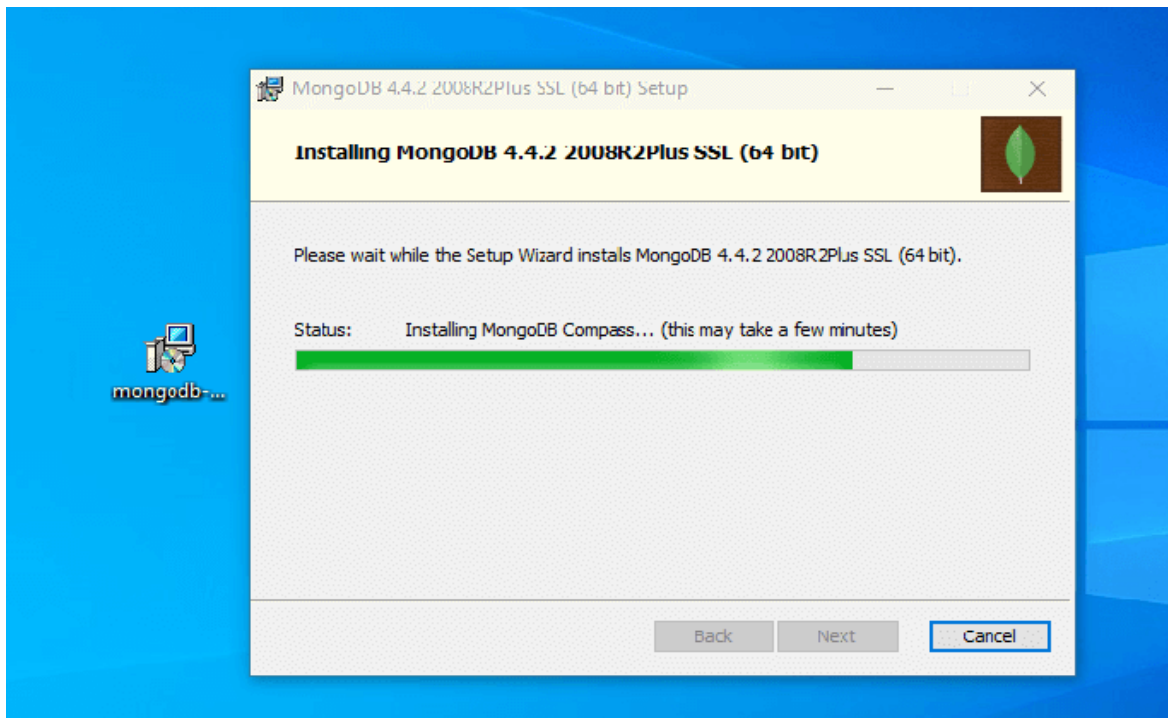 MongoDB 4.4.2 2008R2Plus SSL (64 bit) Setup
Installing MongoDB 4.4.2 2008R2Plus SSL (64 bit)
Please wait while the Setup Wizard installs MongoDB 4.4.2 2008R2Plus SSL (64 bit).
Status: Installing MongoDB Compass... (this may take a few minutes)
mongodb-...
Back Next Cancel